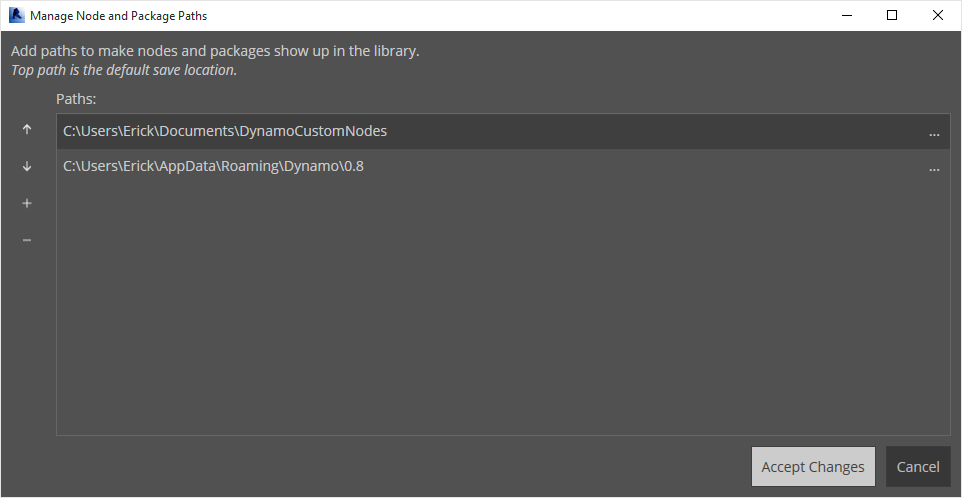 Manage Node and Package Paths
Add paths to make nodes and packages show up in the library.
Top path is the default save location.
Paths:
C:\Users\Erick\Documents\DynamoCustomNodes ...
C:\Users\Erick\AppData\Roaming\Dynamo\0.8 ...
Accept Changes Cancel